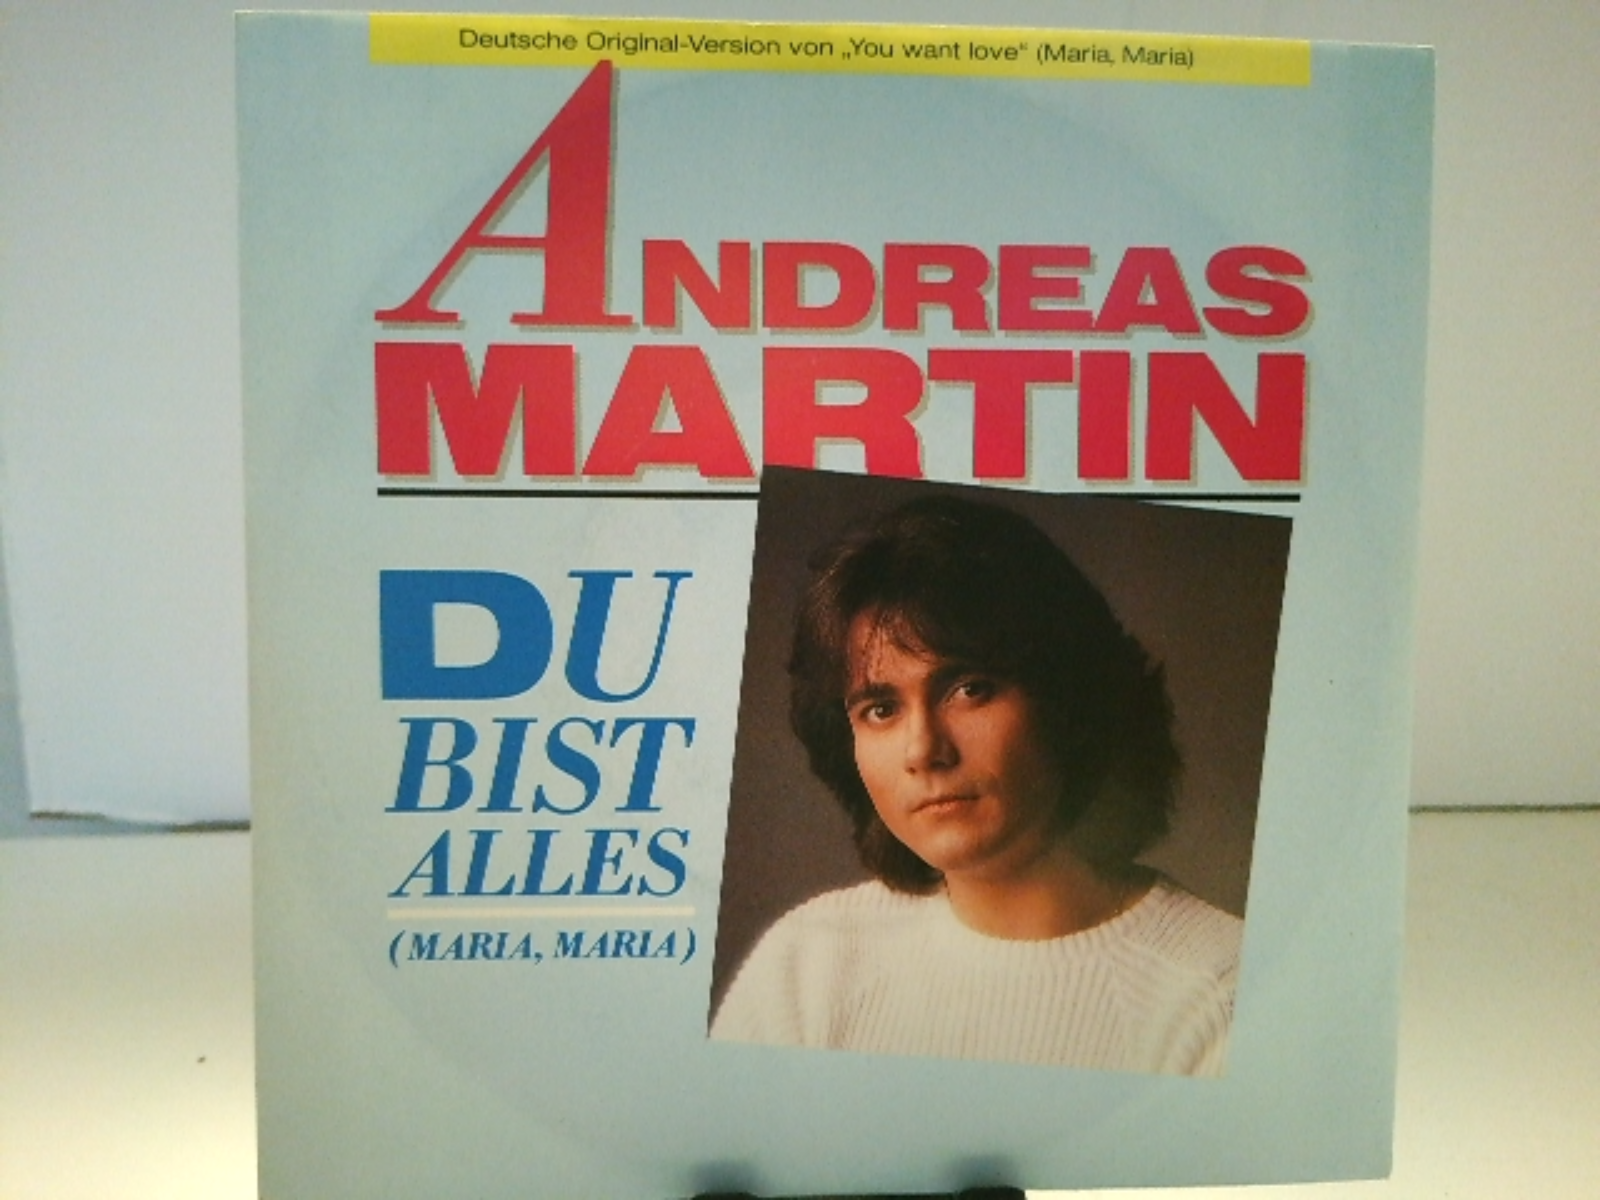 Deutsche Original-Version von „You want love“ (Maria, Maria)
ANDREAS
MARTIN
DU
BIST
ALLES
(MARIA, MARIA)